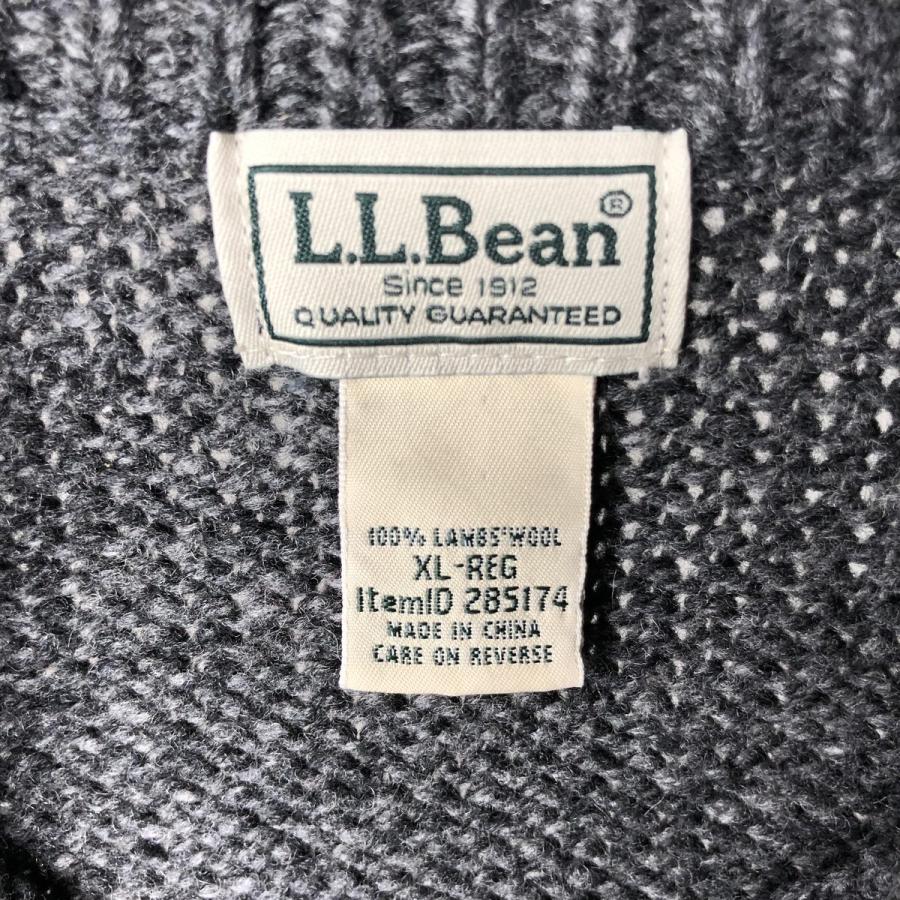 L.L.Bean®
Since 1912
QUALITY GUARANTEED
100% LAMBS'WOOL
XL-REG
ItemID 285174
MADE IN CHINA
CARE ON REVERSE